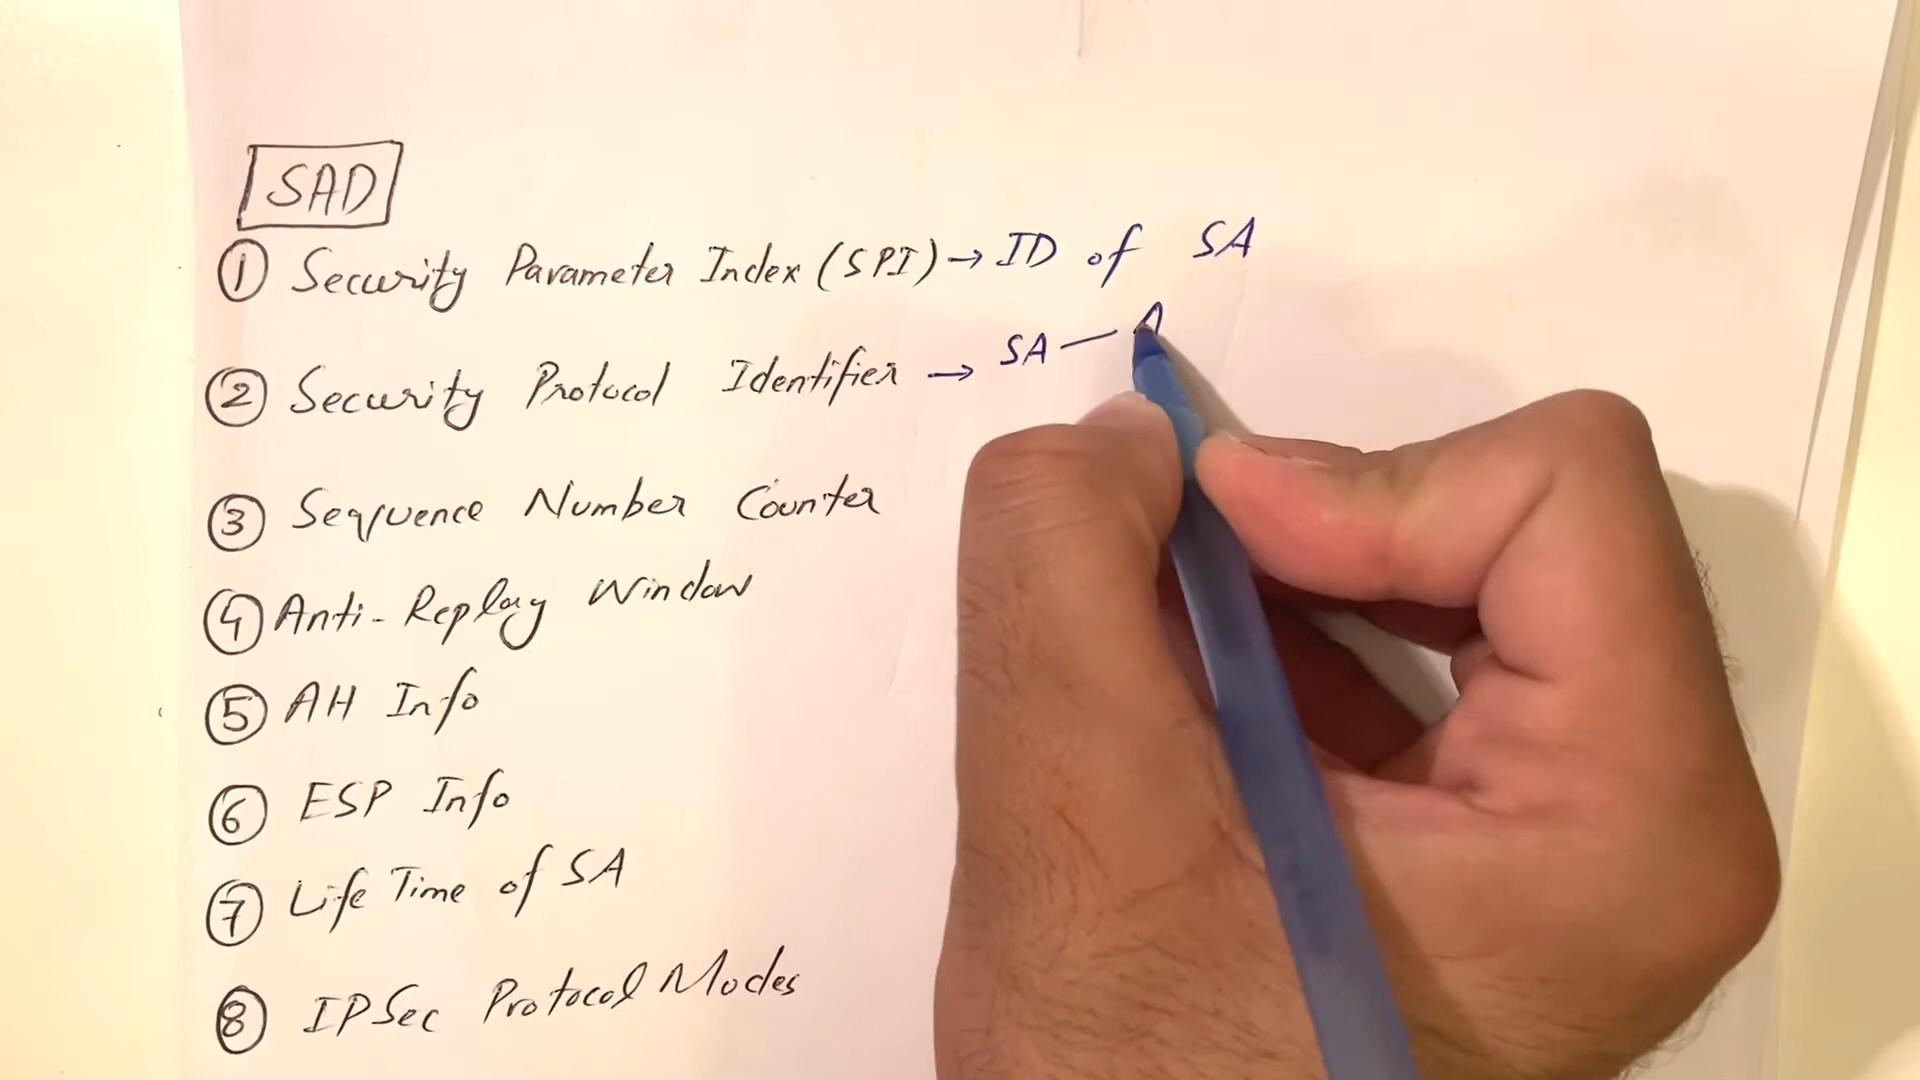 SAD
① Security Parameter Index (SPI) → ID of SA
② Security Protocol Identifier → SA — A
③ Sequence Number Counter
④ Anti-Replay Window
⑤ AH Info
⑥ ESP Info
⑦ Life Time of SA
⑧ IPSec Protocol Modes